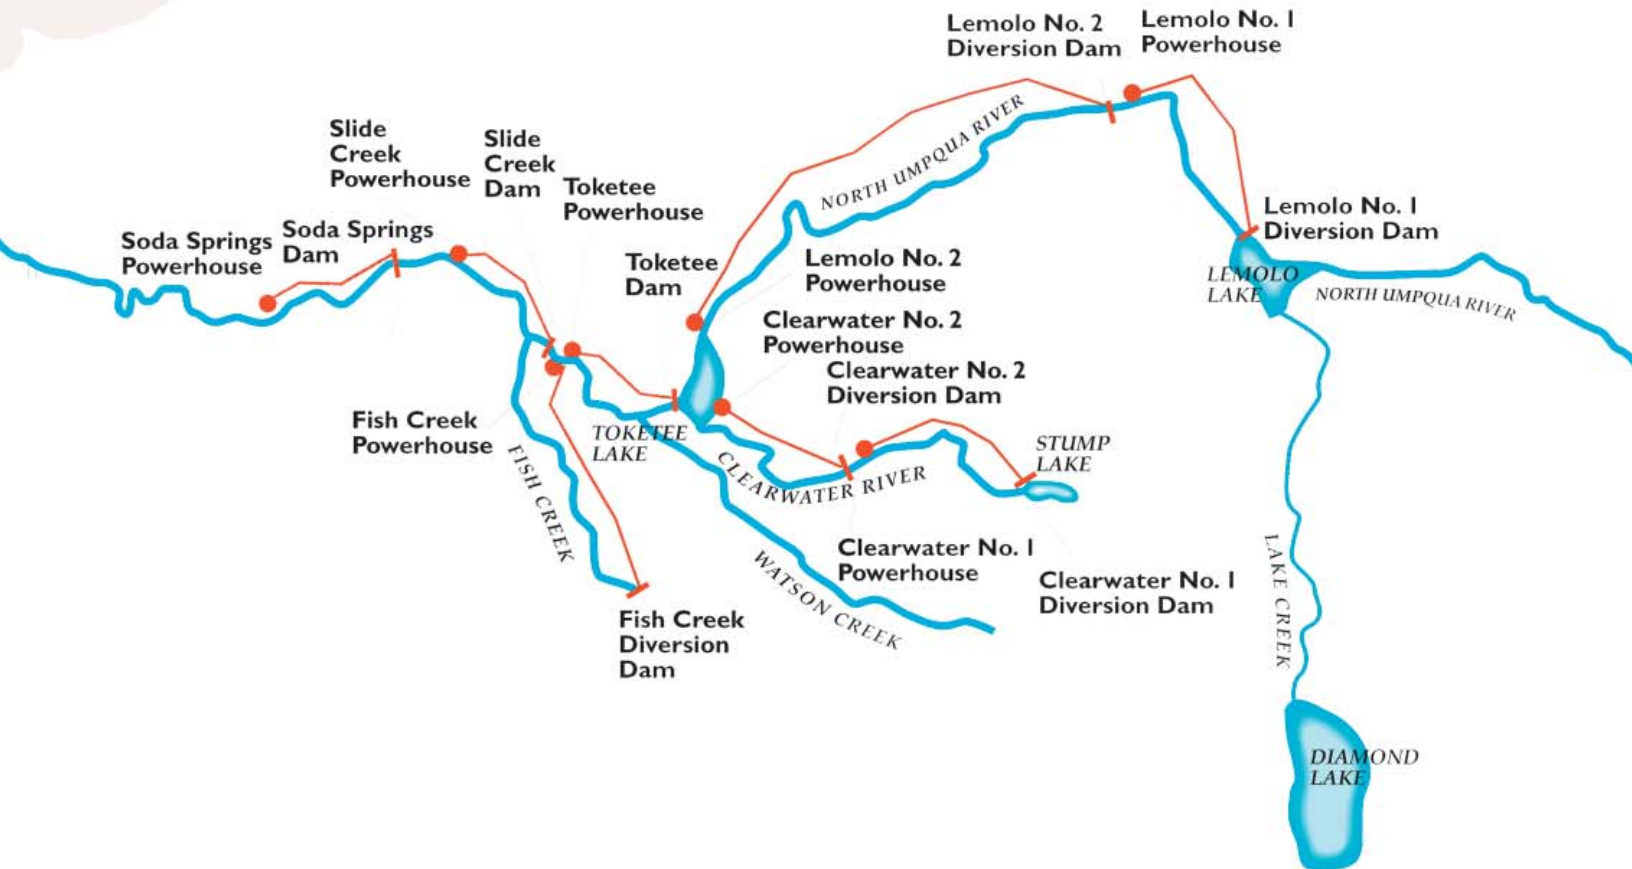 Lemolo No. 2
Diversion Dam
Lemolo No. 1
Powerhouse
Slide
Creek
Powerhouse
Slide
Creek
Dam
Toketee
Powerhouse
NORTH UMPQUA RIVER
Soda Springs
Powerhouse
Soda Springs
Dam
Toketee
Dam
Lemolo No. 2
Powerhouse
Lemolo No. 1
Diversion Dam
LEMOLO
LAKE
NORTH UMPQUA RIVER
Clearwater No. 2
Powerhouse
Clearwater No. 2
Diversion Dam
Fish Creek
Powerhouse
TOKETEE
LAKE
STUMP
LAKE
FISH CREEK
CLEARWATER RIVER
WATSON CREEK
Clearwater No. 1
Powerhouse
Clearwater No. 1
Diversion Dam
LAKE CREEK
Fish Creek
Diversion
Dam
DIAMOND
LAKE